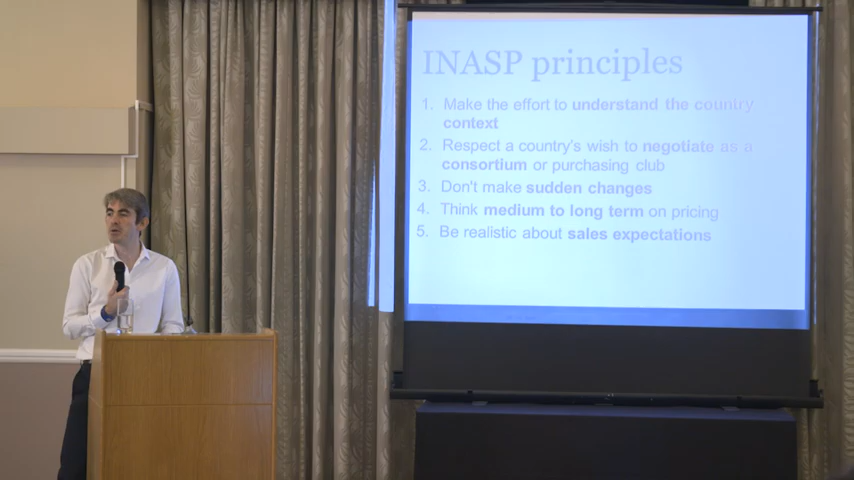 INASP principles
1. Make the effort to understand the country
context
2. Respect a country's wish to negotiate as a
consortium or purchasing club
3. Don't make sudden changes
4. Think medium to long term on pricing
5. Be realistic about sales expectations